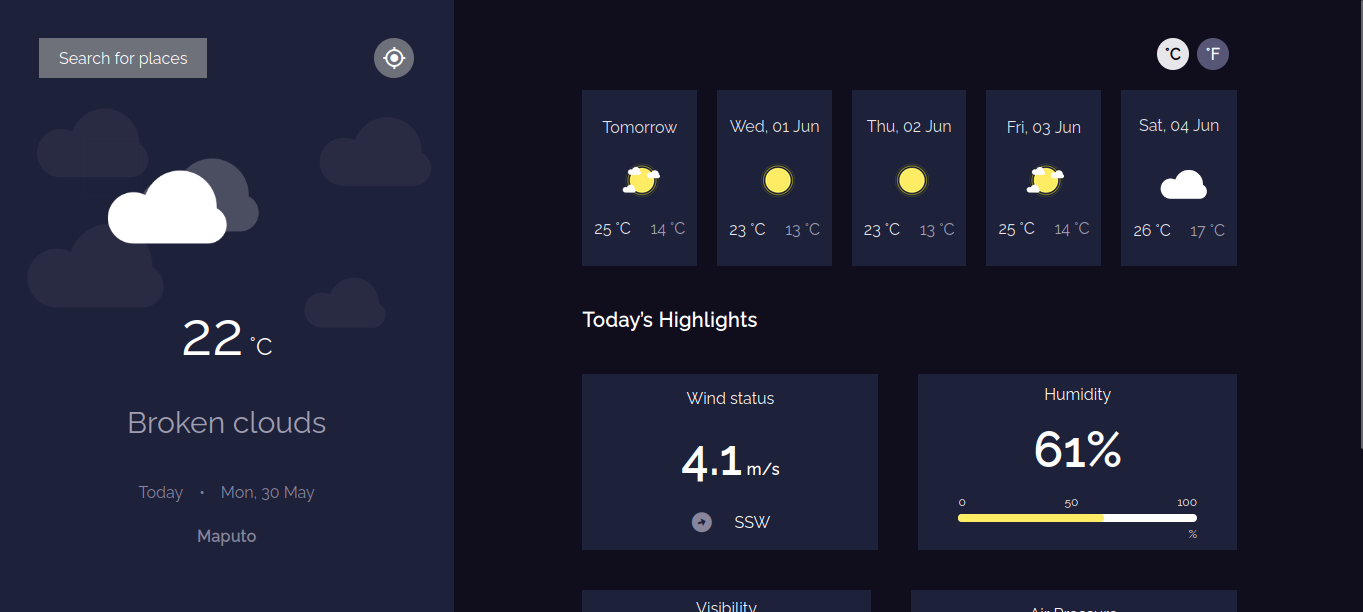 Search for places
22 °C
Broken clouds
Today • Mon, 30 May
Maputo
°C °F
Tomorrow
25 °C 14 °C
Wed, 01 Jun
23 °C 13 °C
Thu, 02 Jun
23 °C 13 °C
Fri, 03 Jun
25 °C 14 °C
Sat, 04 Jun
26 °C 17 °C
Today's Highlights
Wind status
4.1 m/s
SSW
Humidity
61%
0 50 100
%
Visibility
Air Pressure